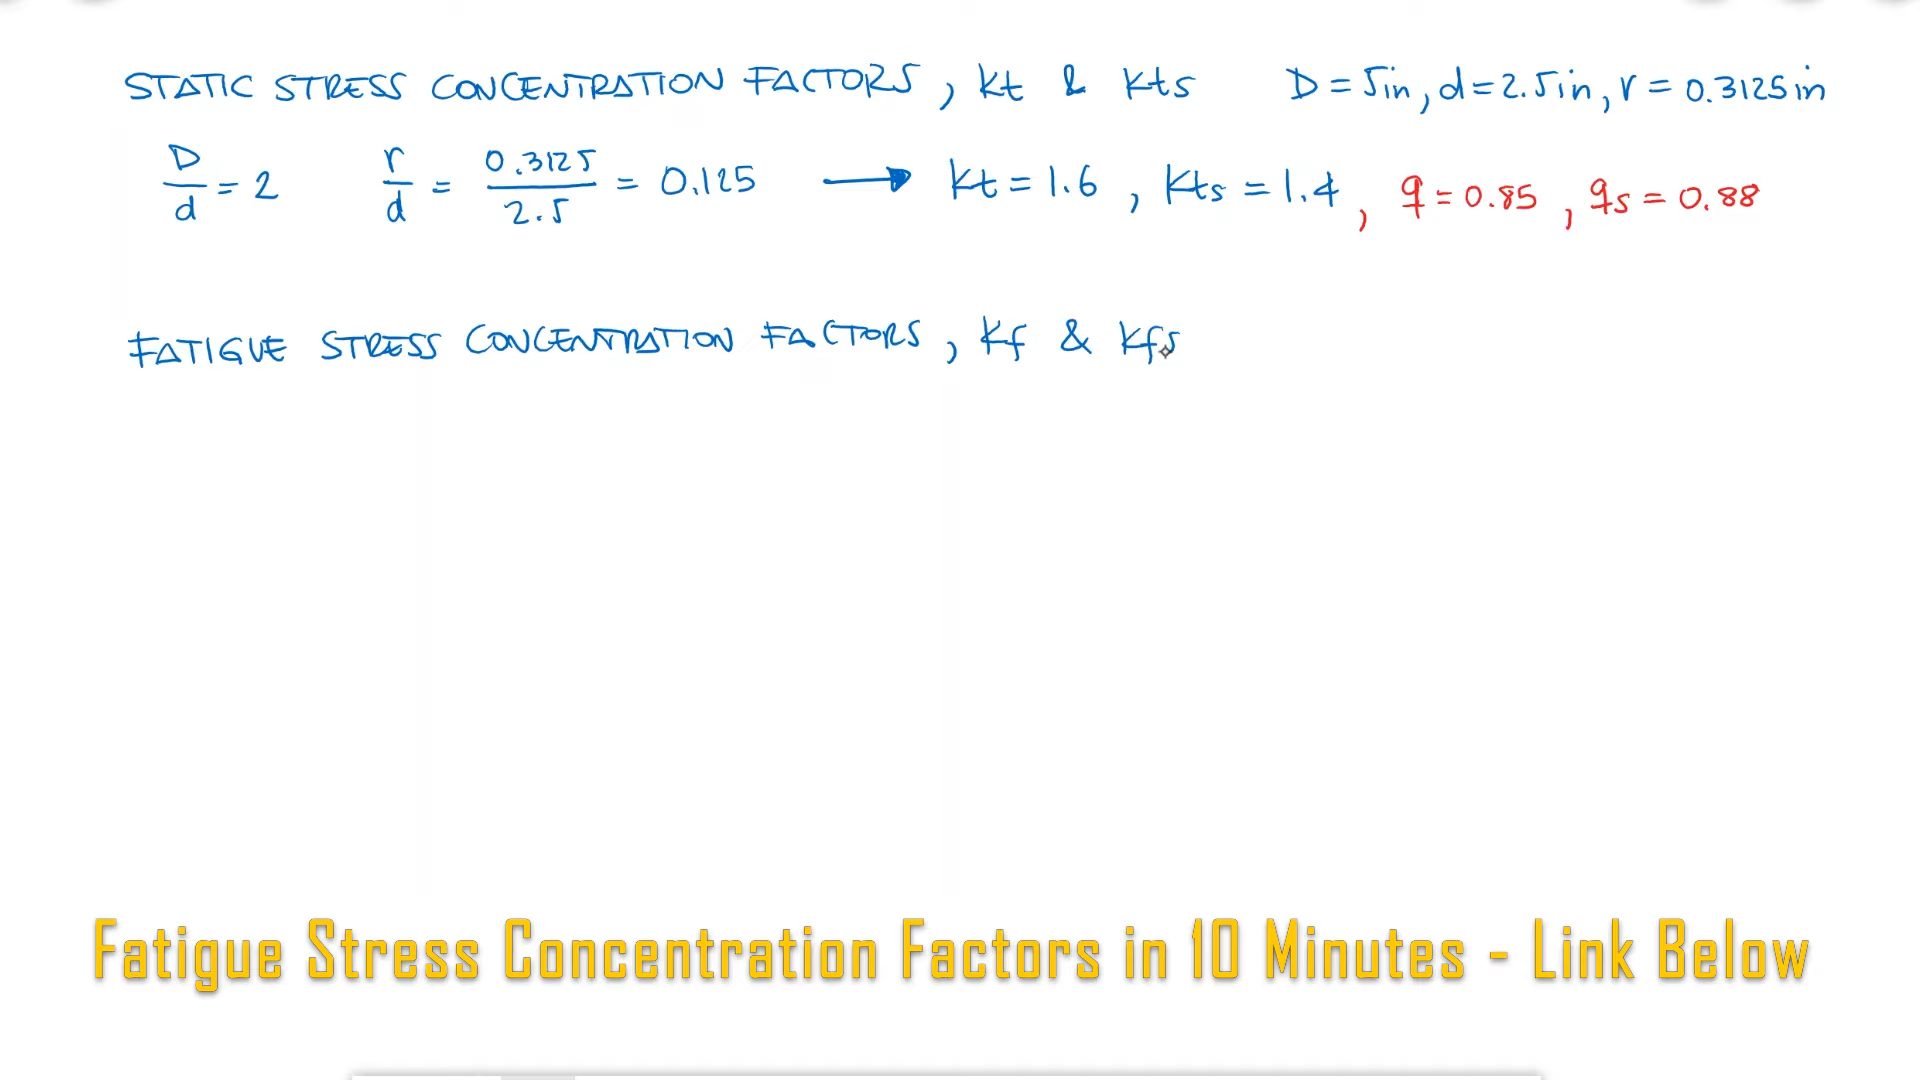 STATIC STRESS CONCENTRATION FACTORS, Kt & Kts D = 5in, d = 2.5in, r = 0.3125in
D/d = 2 r/d = 0.3125/2.5 = 0.125 → Kt = 1.6, Kts = 1.4, q = 0.85, qs = 0.88
FATIGUE STRESS CONCENTRATION FACTORS, Kf & Kfs
Fatigue Stress Concentration Factors in 10 Minutes - Link Below